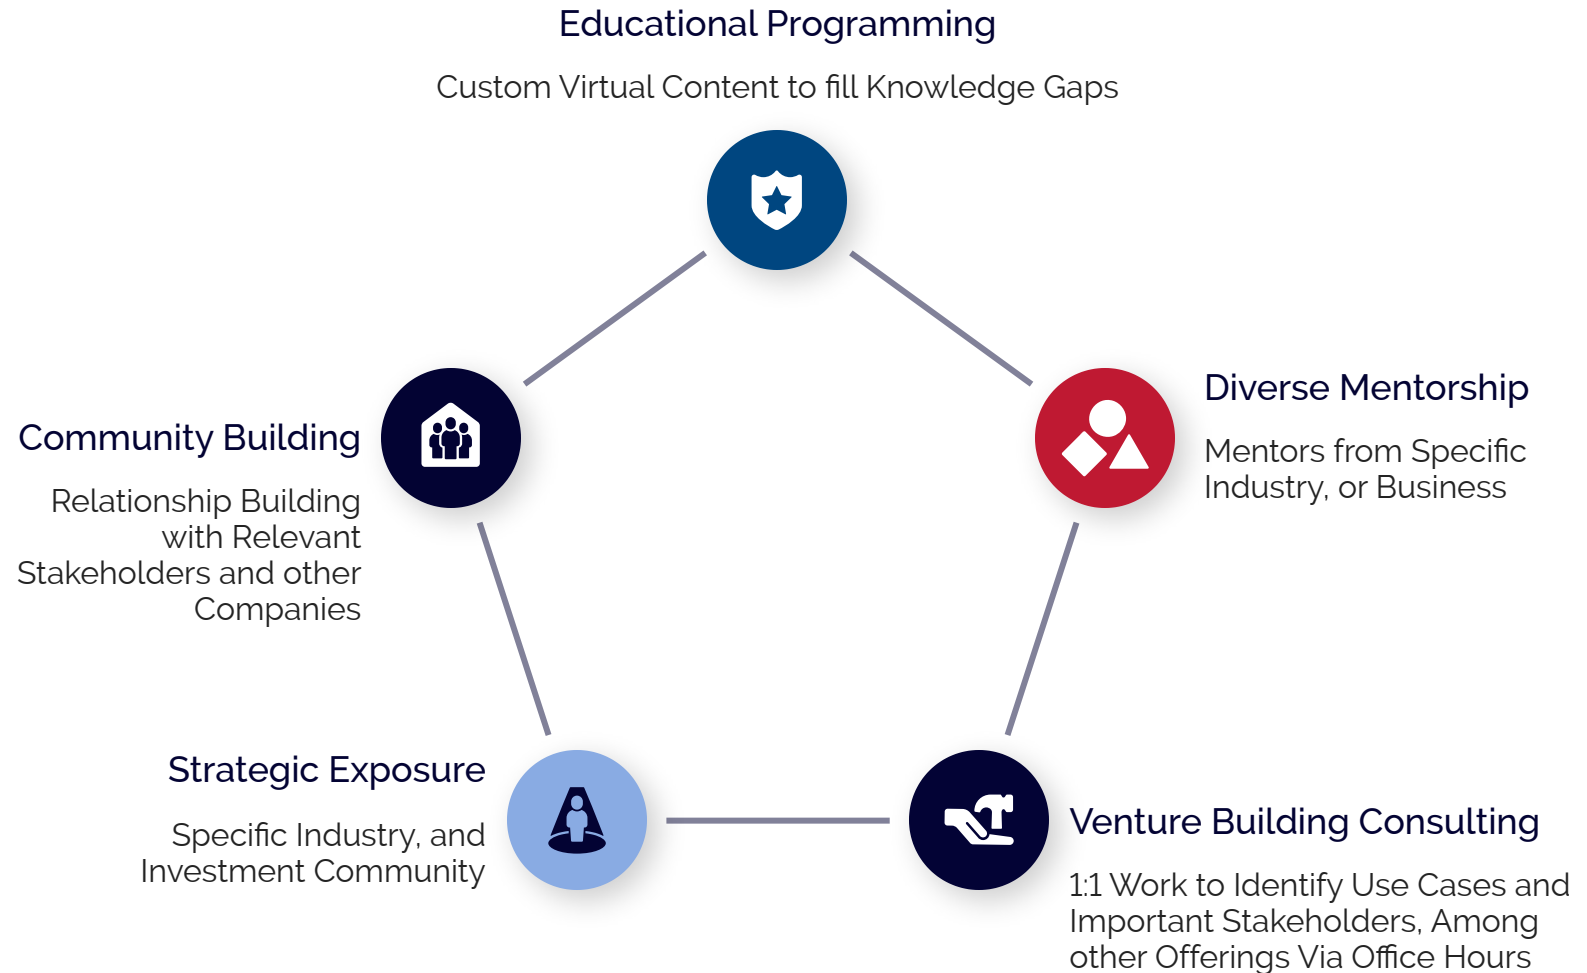 Educational Programming
Custom Virtual Content to fill Knowledge Gaps
Diverse Mentorship
Mentors from Specific
Industry, or Business
Community Building
Relationship Building
with Relevant
Stakeholders and other
Companies
Strategic Exposure
Specific Industry, and
Investment Community
Venture Building Consulting
1:1 Work to Identify Use Cases and
Important Stakeholders, Among
other Offerings Via Office Hours